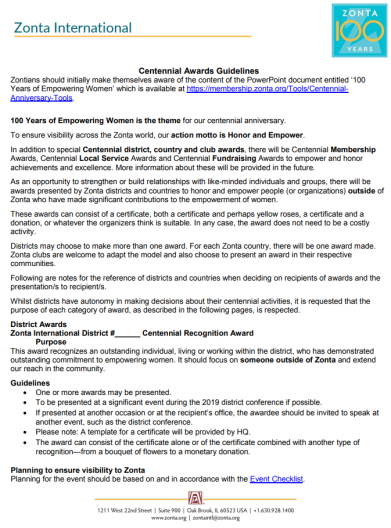 Zonta International
ZONTA
100
YEARS
Centennial Awards Guidelines
Zontians should initially make themselves aware of the content of the PowerPoint document entitled '100
Years of Empowering Women' which is available at https://membership.zonta.org/Tools/Centennial-
Anniversary-Tools.
100 Years of Empowering Women is the theme for our centennial anniversary.
To ensure visibility across the Zonta world, our action motto is Honor and Empower.
In addition to special Centennial district, country and club awards, there will be Centennial Membership
Awards, Centennial Local Service Awards and Centennial Fundraising Awards to empower and honor
achievements and excellence. More information about these will be provided in the future.
As an opportunity to strengthen or build relationships with like-minded individuals and groups, there will be
awards presented by Zonta districts and countries to honor and empower people (or organizations) outside of
Zonta who have made significant contributions to the empowerment of women.
These awards can consist of a certificate, both a certificate and perhaps yellow roses, a certificate and a
donation, or whatever the organizers think is suitable. In any case, the award does not need to be a costly
activity.
Districts may choose to make more than one award. For each Zonta country, there will be one award made.
Zonta clubs are welcome to adapt the model and also choose to present an award in their respective
communities.
Following are notes for the reference of districts and countries when deciding on recipients of awards and the
presentation/s to recipient/s.
Whilst districts have autonomy in making decisions about their centennial activities, it is requested that the
purpose of each category of award, as described in the following pages, is respected.
District Awards
Zonta International District #______ Centennial Recognition Award
Purpose
This award recognizes an outstanding individual, living or working within the district, who has demonstrated
outstanding commitment to empowering women. It should focus on someone outside of Zonta and extend
our reach in the community.
Guidelines
• One or more awards may be presented.
• To be presented at a significant event during the 2019 district conference if possible.
• If presented at another occasion or at the recipient's office, the awardee should be invited to speak at
another event, such as the district conference.
• Please note: A template for a certificate will be provided by HQ.
• The award can consist of the certificate alone or of the certificate combined with another type of
recognition—from a bouquet of flowers to a monetary donation.
Planning to ensure visibility to Zonta
Planning for the event should be based on and in accordance with the Event Checklist.
1211 West 22nd Street | Suite 900 | Oak Brook, IL 60523 USA | +1.630.928.1400
www.zonta.org | zontaintl@zonta.org